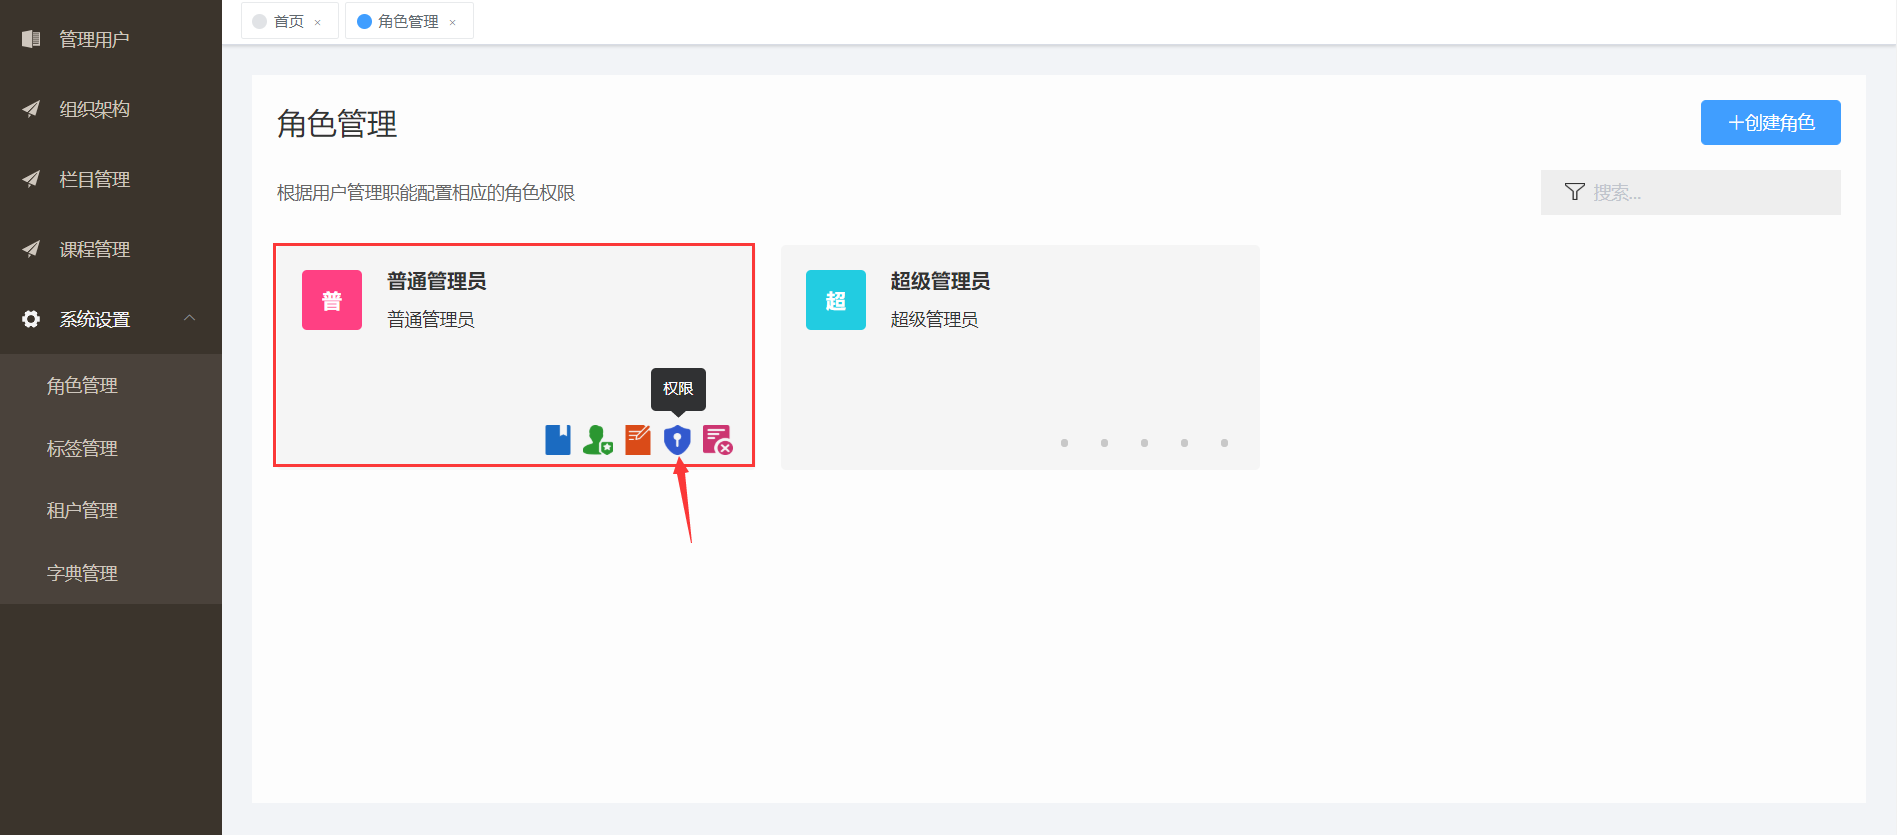 管理用户
组织架构
栏目管理
课程管理
系统设置
角色管理
标签管理
租户管理
字典管理
首页 ×
角色管理 ×
角色管理
+创建角色
根据用户管理职能配置相应的角色权限
搜索...
普
普通管理员
普通管理员
权限
超
超级管理员
超级管理员